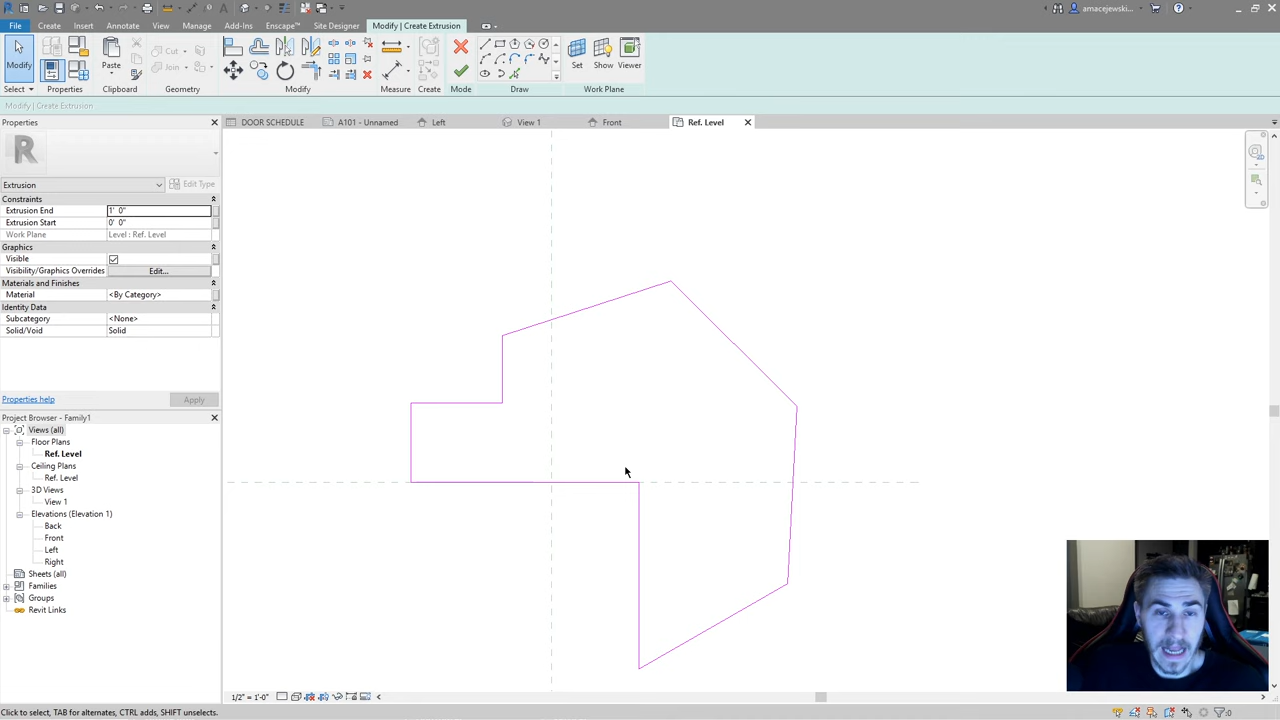 amacejewski...
File
Create
Insert
Annotate
View
Manage
Add-Ins
Enscape™
Site Designer
Modify | Create Extrusion
Modify
Paste
Cut
Join
Set
Show
Viewer
Select
Properties
Clipboard
Geometry
Modify
Measure
Create
Mode
Draw
Work Plane
Modify | Create Extrusion
Properties
DOOR SCHEDULE
A101 - Unnamed
Left
View 1
Front
Ref. Level
Extrusion
Edit Type
Constraints
Extrusion End
1' 0"
Extrusion Start
0' 0"
Work Plane
Level : Ref. Level
Graphics
Visible
Visibility/Graphics Overrides
Edit...
Materials and Finishes
Material
<By Category>
Identity Data
Subcategory
<None>
Solid/Void
Solid
Properties help
Apply
Project Browser - Family1
Views (all)
Floor Plans
Ref. Level
Ceiling Plans
Ref. Level
3D Views
View 1
Elevations (Elevation 1)
Back
Front
Left
Right
Sheets (all)
Families
Groups
Revit Links
1/2" = 1'-0"
Click to select, TAB for alternates, CTRL adds, SHIFT unselects.
:0